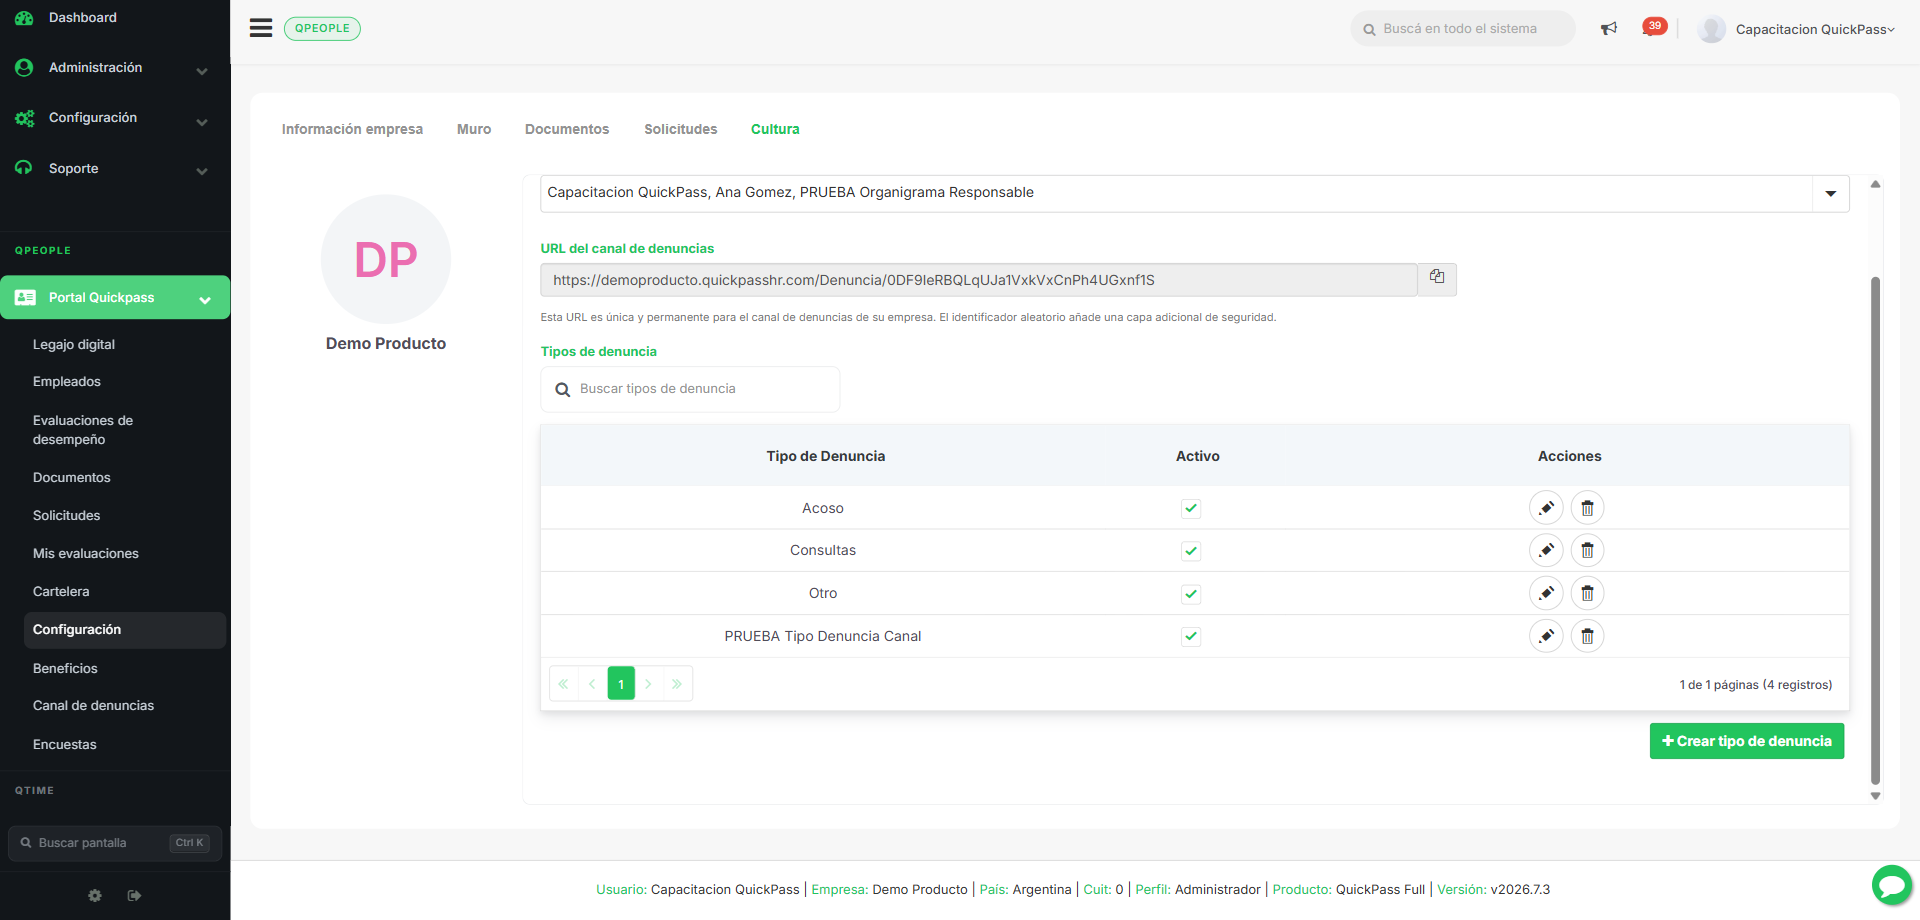 Dashboard
Administración
Configuración
Soporte
QPEOPLE
Portal Quickpass
Legajo digital
Empleados
Evaluaciones de
desempeño
Documentos
Solicitudes
Mis evaluaciones
Cartelera
Configuración
Beneficios
Canal de denuncias
Encuestas
QTIME
Buscar pantalla
Ctrl K
QPEOPLE
Buscá en todo el sistema
39
Capacitacion QuickPass
Información empresa
Muro
Documentos
Solicitudes
Cultura
DP
Demo Producto
Capacitacion QuickPass, Ana Gomez, PRUEBA Organigrama Responsable
URL del canal de denuncias
https://demoproducto.quickpasshr.com/Denuncia/0DF9IeRBQLqUJa1VxkVxCnPh4UGxnf1S
Esta URL es única y permanente para el canal de denuncias de su empresa. El identificador aleatorio añade una capa adicional de seguridad.
Tipos de denuncia
Buscar tipos de denuncia
Tipo de Denuncia Activo Acciones
Acoso
Consultas
Otro
PRUEBA Tipo Denuncia Canal
« ‹ 1 › »
1 de 1 páginas (4 registros)
+ Crear tipo de denuncia
Usuario: Capacitacion QuickPass | Empresa: Demo Producto | País: Argentina | Cuit: 0 | Perfil: Administrador | Producto: QuickPass Full | Versión: v2026.7.3